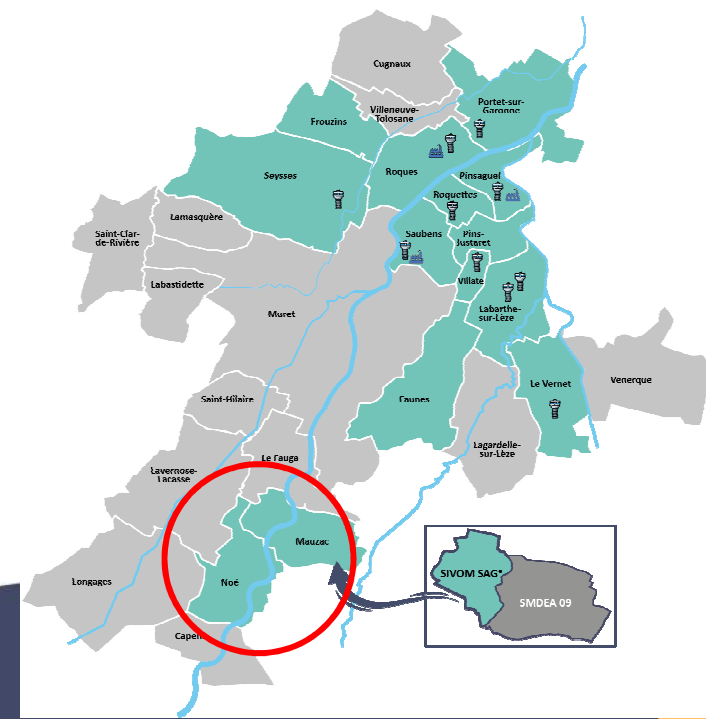 Cugnaux
Villeneuve-
Tolosane
Portet-sur-
Garonne
Frouzins
Seysses
Roques
Pinsaguel
Roquettes
Lamasquère
Saint-Clar-
de-Rivière
Saubens
Pins-
Justaret
Labastidette
Villate
Muret
Labarthe-
sur-Lèze
Le Vernet
Venerque
Saint-Hilaire
Eaunes
Lagardelle-
sur-Lèze
Le Fauga
Lavernose-
Lacasse
Mauzac
Longages
Noé
SIVOM SAG*
SMDEA 09